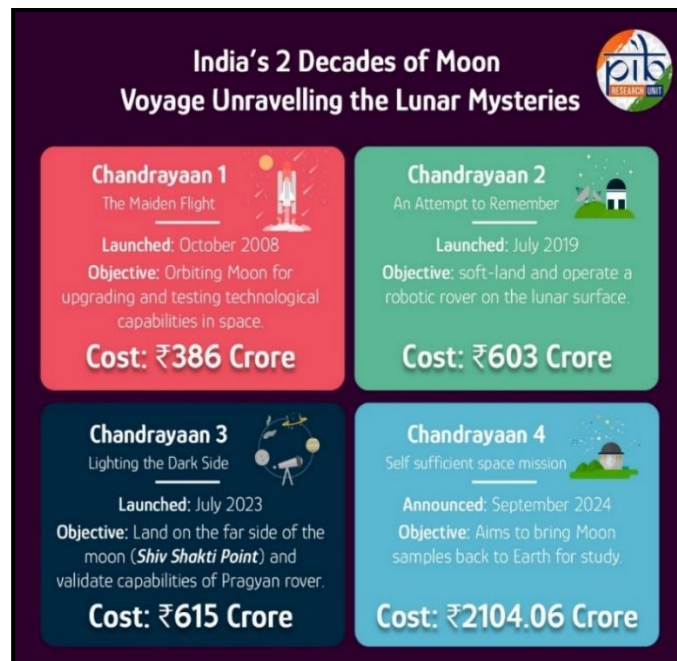 India's 2 Decades of Moon
Voyage Unravelling the Lunar Mysteries
pib
RESEARCH UNIT
Chandrayaan 1
The Maiden Flight
Launched: October 2008
Objective: Orbiting Moon for
upgrading and testing technological
capabilities in space.
Cost: ₹386 Crore
Chandrayaan 2
An Attempt to Remember
Launched: July 2019
Objective: soft-land and operate a
robotic rover on the lunar surface.
Cost: ₹603 Crore
Chandrayaan 3
Lighting the Dark Side
Launched: July 2023
Objective: Land on the far side of the
moon (Shiv Shakti Point) and
validate capabilities of Pragyan rover.
Cost: ₹615 Crore
Chandrayaan 4
Self sufficient space mission
Announced: September 2024
Objective: Aims to bring Moon
samples back to Earth for study.
Cost: ₹2104.06 Crore